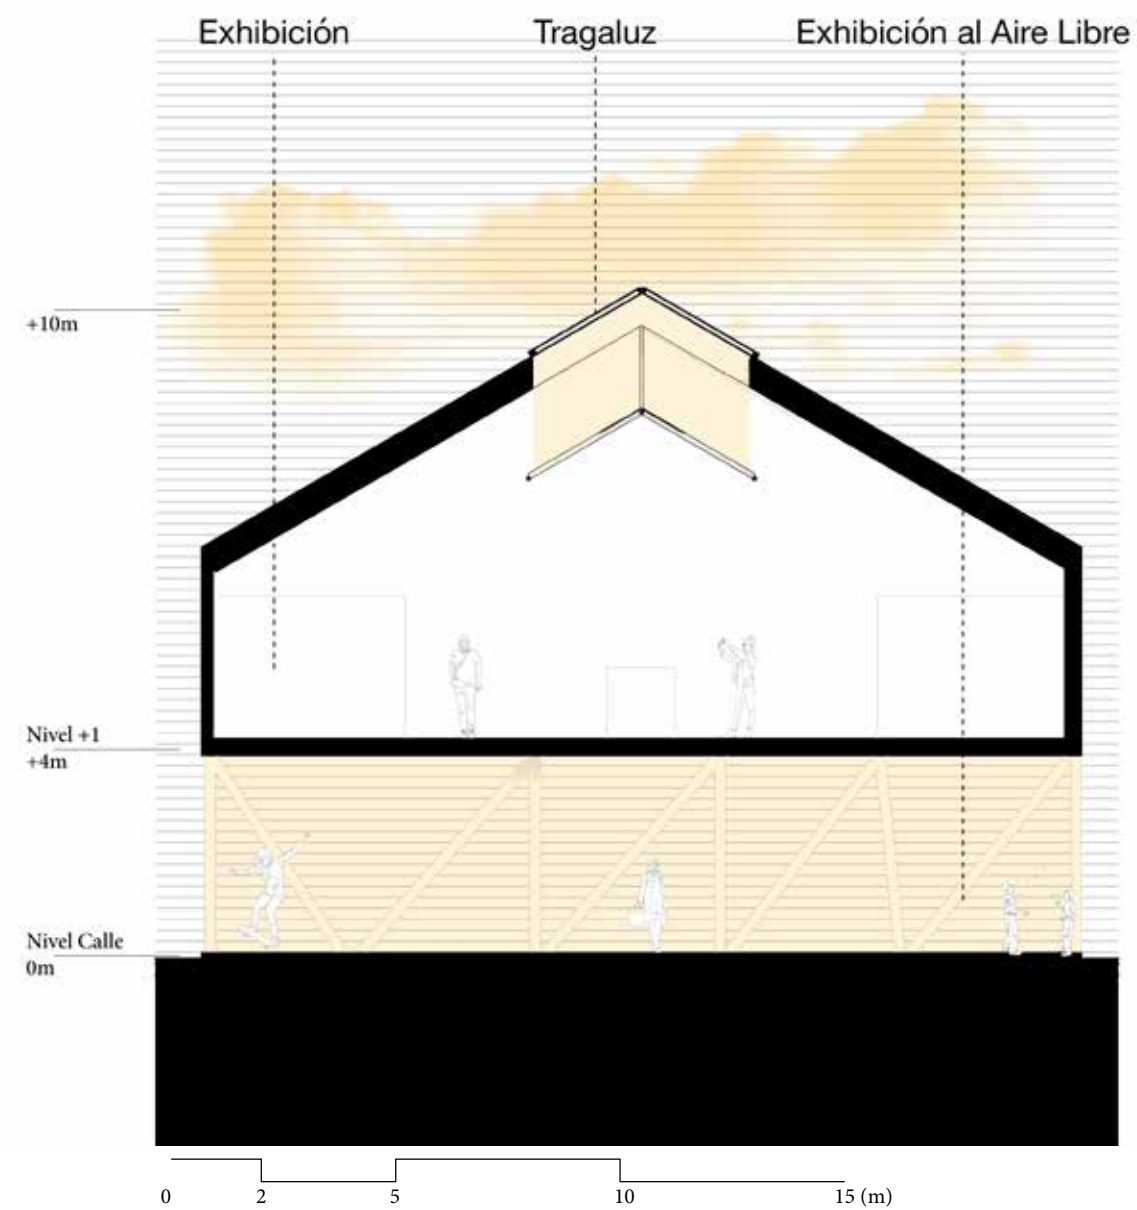 Exhibición
Tragaluz
Exhibición al Aire Libre
+10m
Nivel +1
+4m
Nivel Calle
0m
0 2 5 10 15 (m)